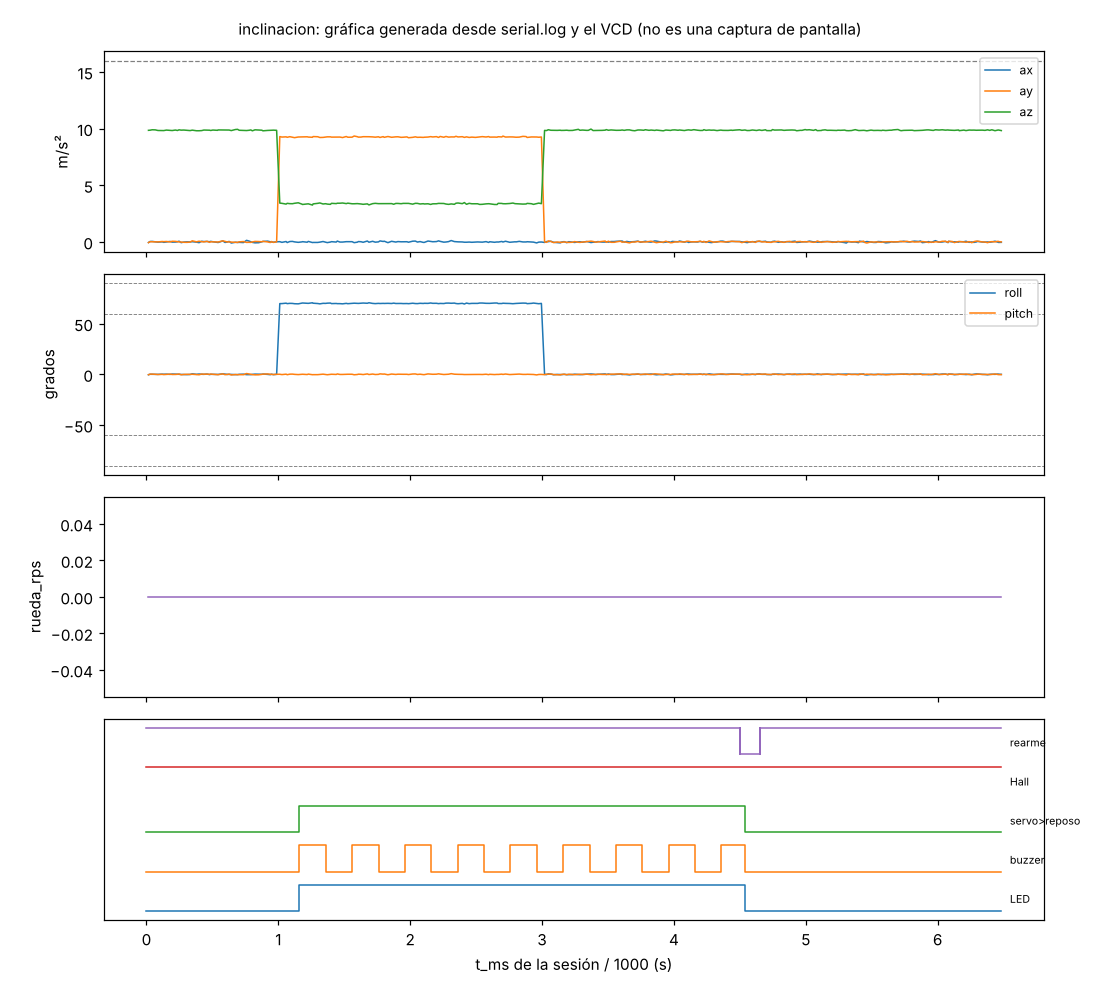 inclinacion: gráfica generada desde serial.log y el VCD (no es una captura de pantalla)
15
10
5
0
m/s²
ax
ay
az
50
0
−50
grados
roll
pitch
0.04
0.02
0.00
−0.02
−0.04
rueda_rps
rearme
Hall
servo>reposo
buzzer
LED
0 1 2 3 4 5 6
t_ms de la sesión / 1000 (s)